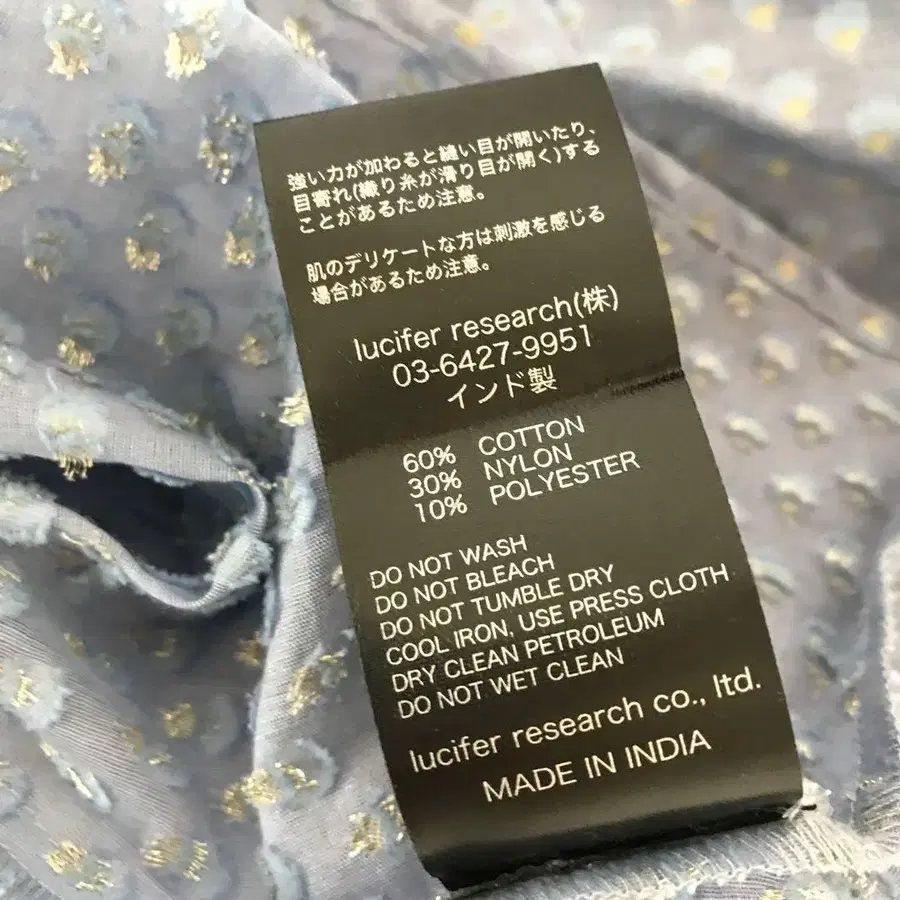 強い力が加わると縫い目が開いたり、
目寄れ(織り糸が滑り目が開く)する
ことがあるため注意。
肌のデリケートな方は刺激を感じる
場合があるため注意。
lucifer research(株)
03-6427-9951
インド製
60% COTTON
30% NYLON
10% POLYESTER
DO NOT WASH
DO NOT BLEACH
DO NOT TUMBLE DRY
COOL IRON, USE PRESS CLOTH
DRY CLEAN PETROLEUM
DO NOT WET CLEAN
lucifer research co., ltd.
MADE IN INDIA